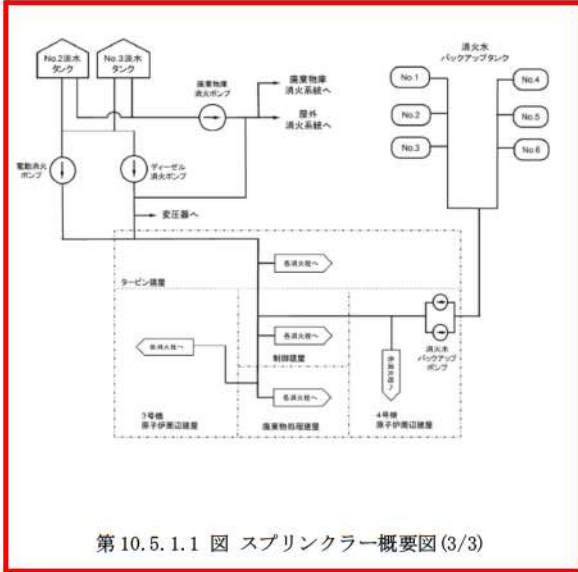 No.2淡水
タンク
No.3淡水
タンク
廃棄物庫
消火ポンプ
廃棄物庫
消火系統へ
屋外
消火系統へ
消火水
バックアップタンク
No.1
No.4
No.2
No.5
No.3
No.6
電動消火
ポンプ
ディーゼル
消火ポンプ
変圧器へ
各消火栓へ
タービン建屋
各消火栓へ
各消火栓へ
制御建屋
各消火栓へ
各消火栓へ
消火水
バックアップ
ポンプ
3号機
原子炉周辺建屋
廃棄物処理建屋
4号機
原子炉周辺建屋
第 10.5.1.1 図 スプリンクラー概要図(3/3)